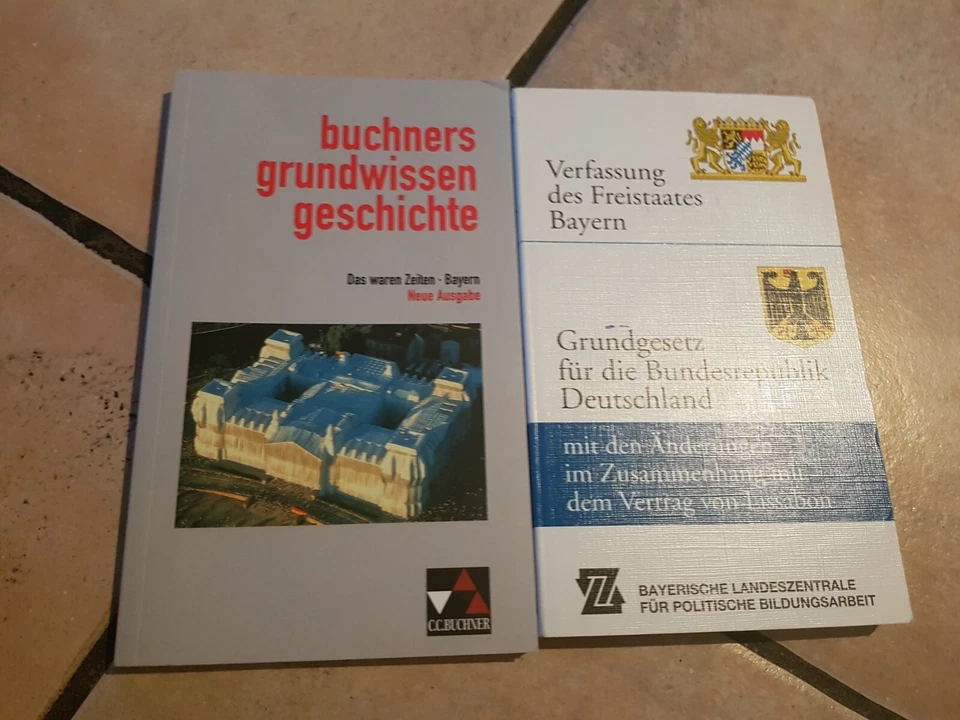 buchners
grundwissen
geschichte
Das waren Zeiten · Bayern
Neue Ausgabe
C.C.BUCHNER
Verfassung
des Freistaates
Bayern
Grundgesetz
für die Bundesrepublik
Deutschland
mit den Änderungen
im Zusammenhang mit
dem Vertrag von Lissabon
BAYERISCHE LANDESZENTRALE
FÜR POLITISCHE BILDUNGSARBEIT